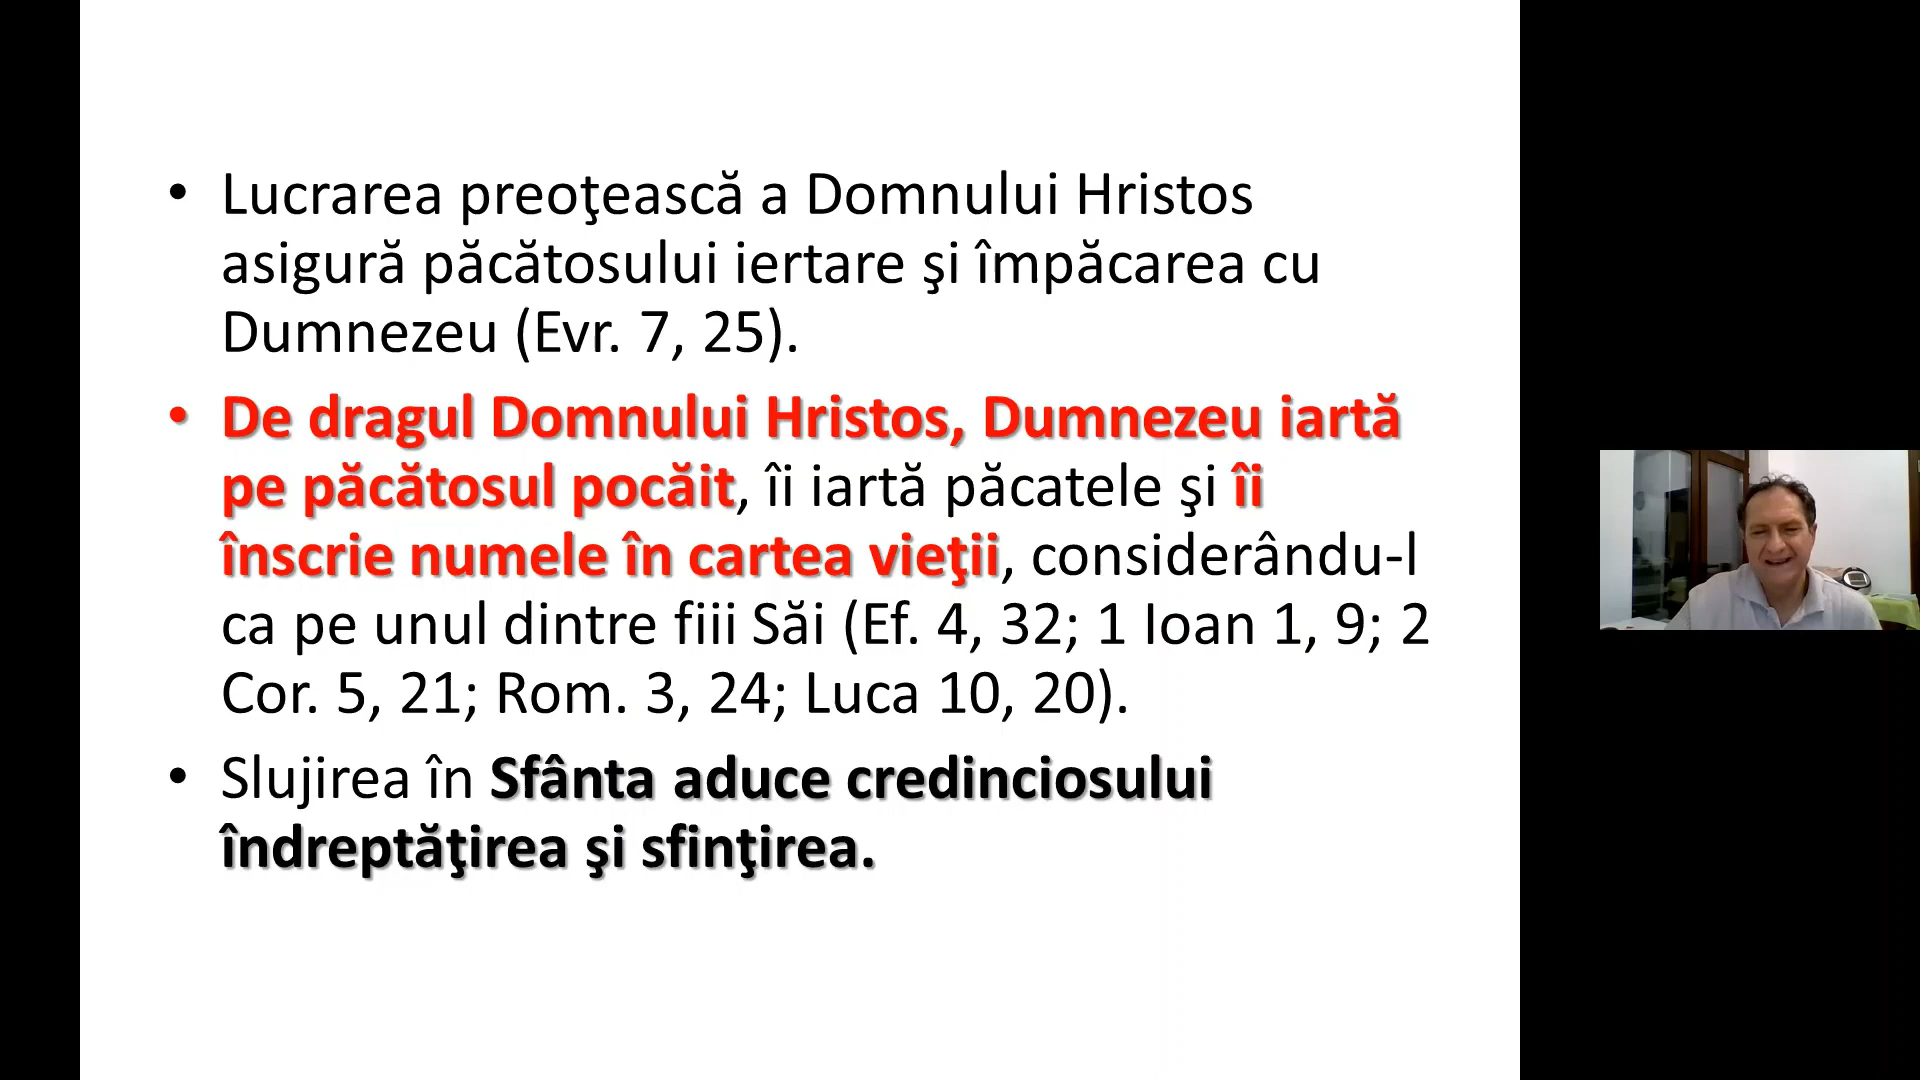 • Lucrarea preoţească a Domnului Hristos
asigură păcătosului iertare şi împăcarea cu
Dumnezeu (Evr. 7, 25).
• De dragul Domnului Hristos, Dumnezeu iartă
pe păcătosul pocăit, îi iartă păcatele şi îi
înscrie numele în cartea vieţii, considerându-l
ca pe unul dintre fiii Săi (Ef. 4, 32; 1 Ioan 1, 9; 2
Cor. 5, 21; Rom. 3, 24; Luca 10, 20).
• Slujirea în Sfânta aduce credinciosului
îndreptăţirea şi sfinţirea.